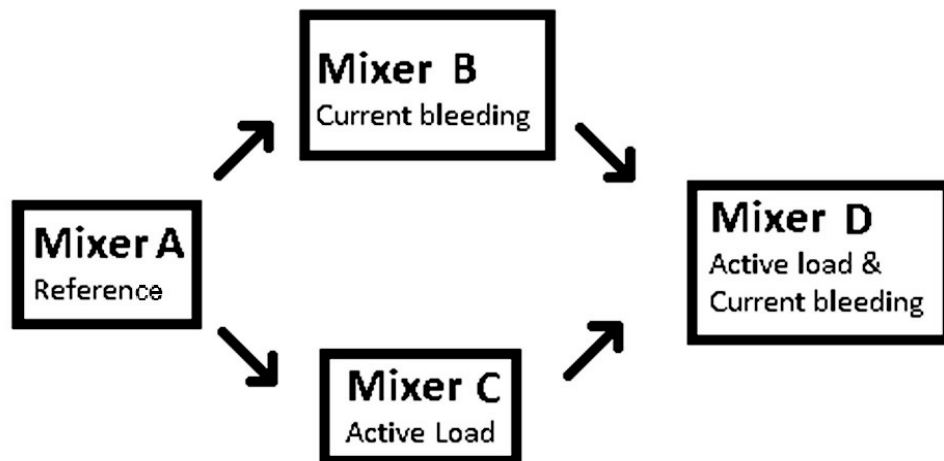 Mixer B
Current bleeding
Mixer A
Reference
Mixer D
Active load &
Current bleeding
Mixer C
Active Load